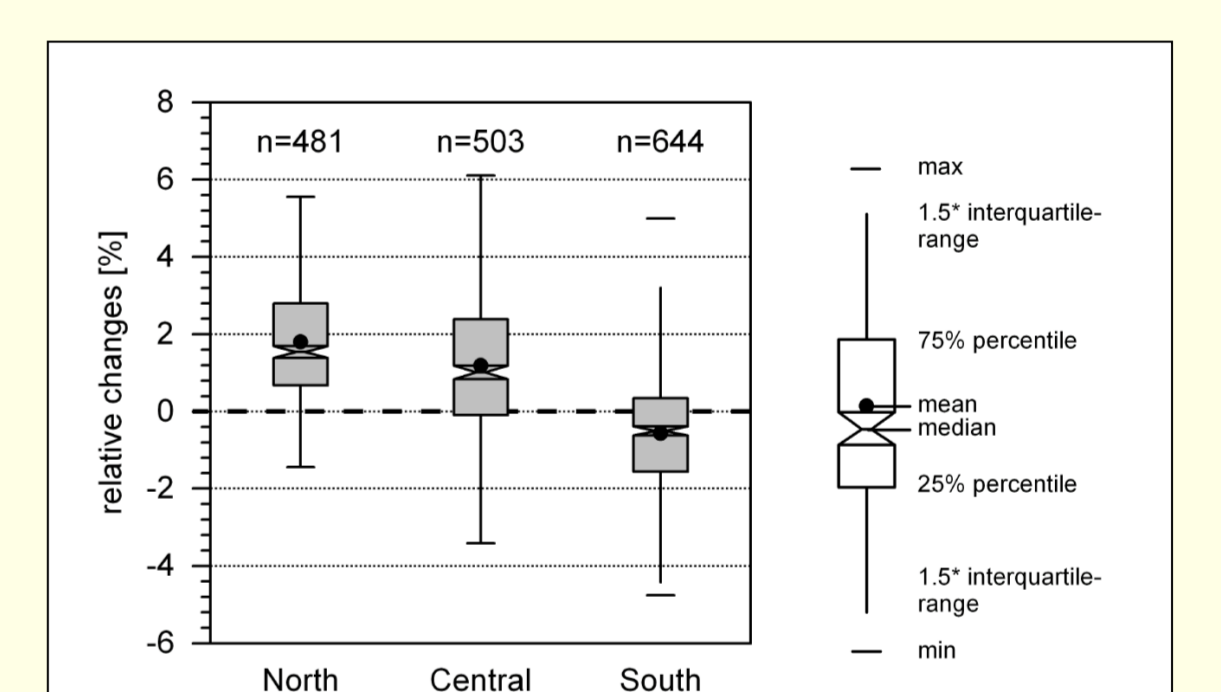 8
n=481 n=503 n=644
6
4
2
0
-2
-4
-6
relative changes [%]
North Central South
max
1.5* interquartile-
range
75% percentile
mean
median
25% percentile
1.5* interquartile-
range
min